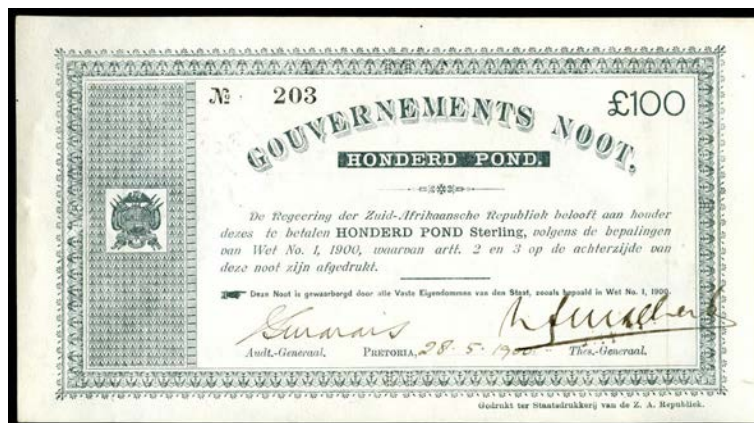 № 203
£100
GOUVERNEMENTS NOOT.
HONDERD POND.
De Regeering der Zuid-Afrikaansche Republiek belooft aan houder
dezes te betalen HONDERD POND Sterling, volgens de bepalingen
van Wet No. 1, 1900, waarvan artt. 2 en 3 op de achterzijde van
deze noot zijn afgedrukt.
Deze Noot is gewaarborgd door alle Vaste Eigendommen van den Staat, zooals bepaald in Wet No. 1, 1900.
Audt.-Generaal. PRETORIA, 28.5.1900 Thes.-Generaal.
Gedrukt ter Staatsdrukkerij van de Z. A. Republiek.